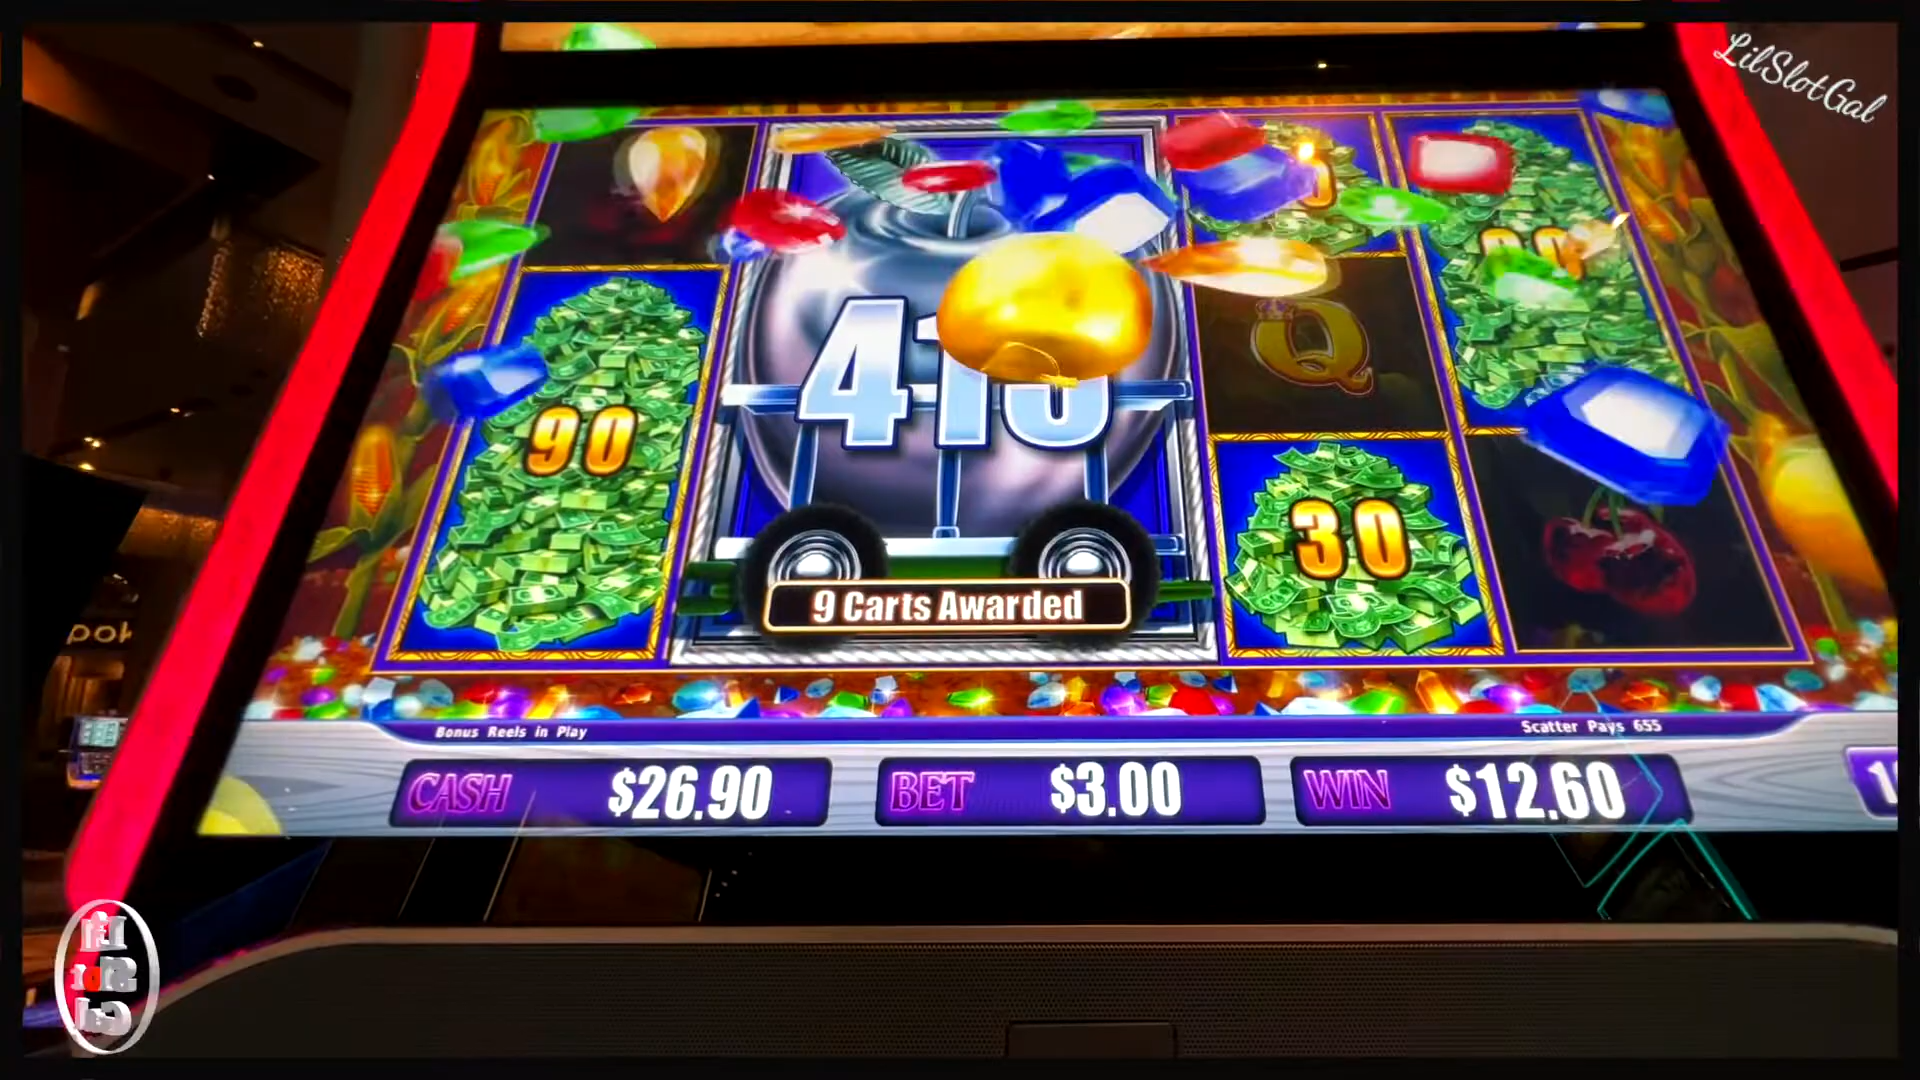 LilSlotGal
90
Q
30
9 Carts Awarded
Bonus Reels in Play
Scatter Pays 655
CASH $26.90
BET $3.00
WIN $12.60